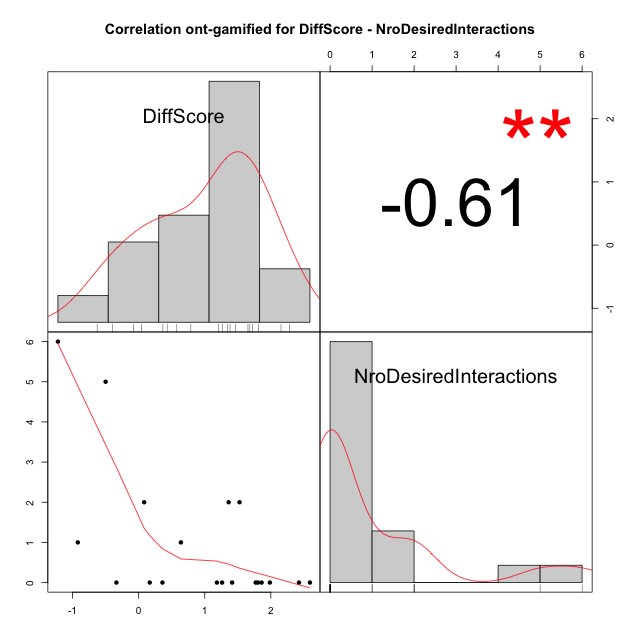 Correlation ont-gamified for DiffScore - NroDesiredInteractions
0 1 2 3 4 5 6
DiffScore
**
-0.61
2
1
0
-1
NroDesiredInteractions
6
5
4
3
2
1
0
-1 0 1 2